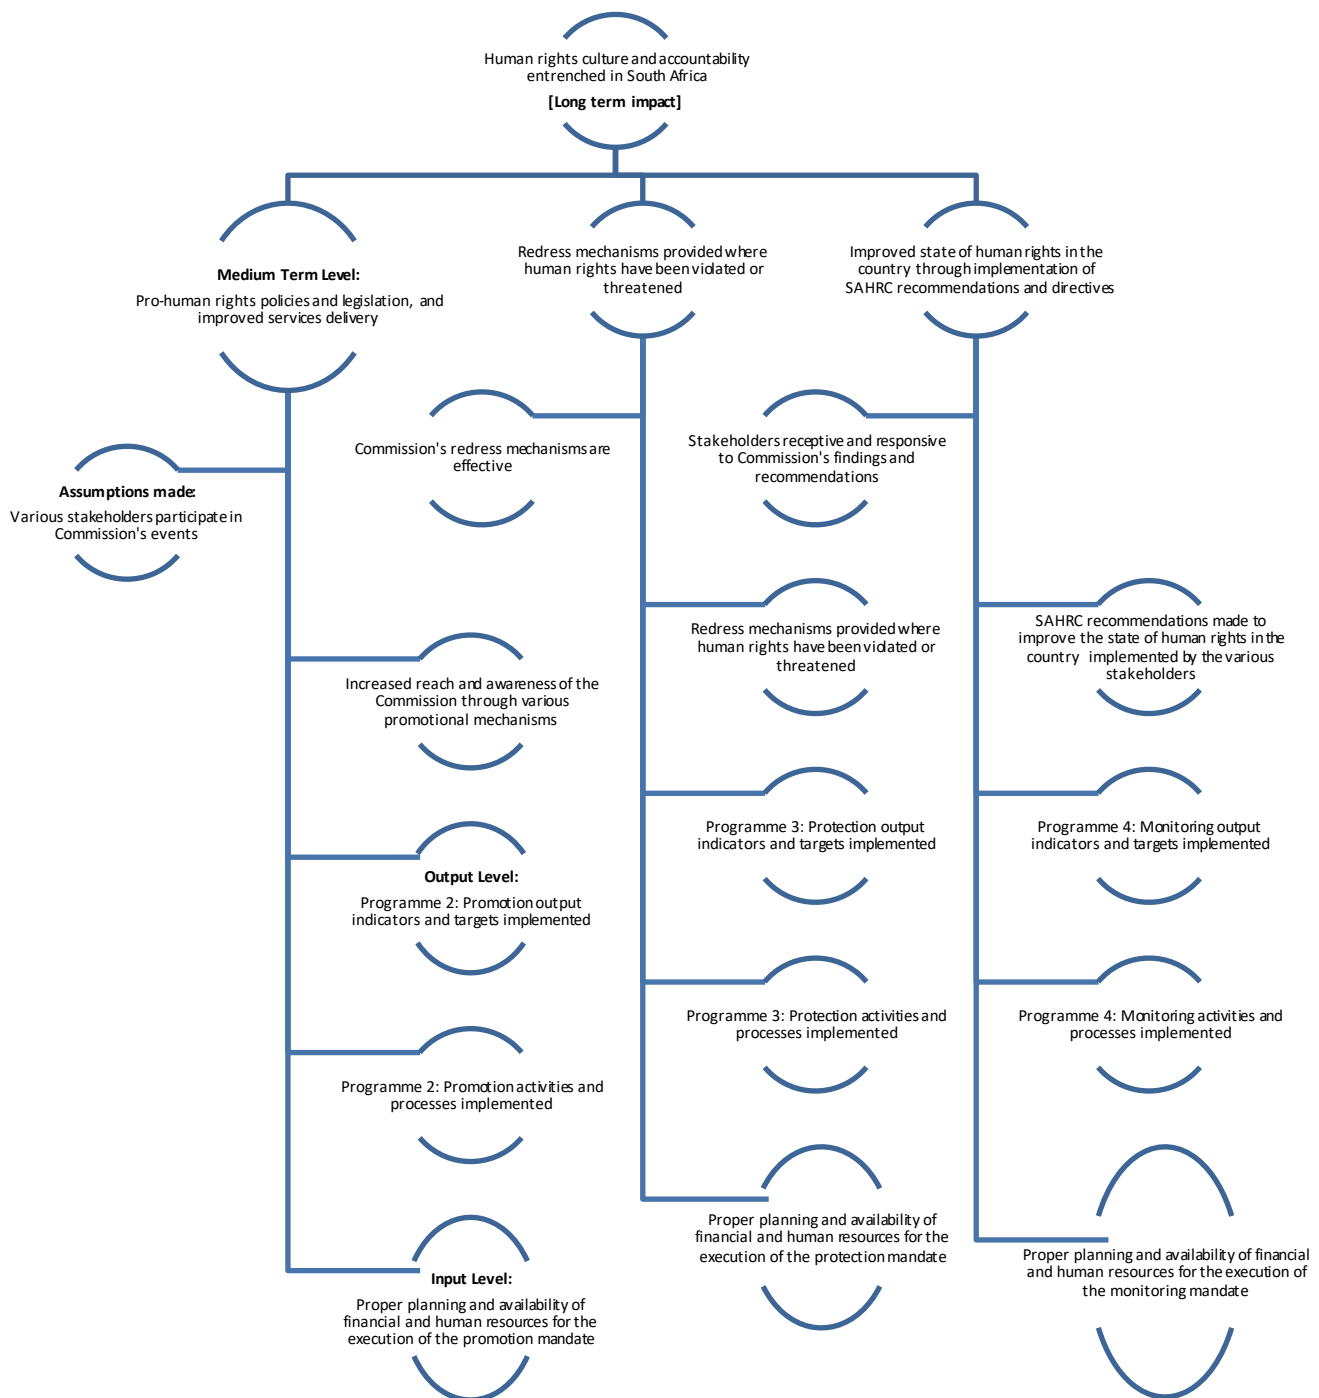 Human rights culture and accountability
entrenched in South Africa
[Long term impact]
Medium Term Level:
Pro-human rights policies and legislation, and
improved services delivery
Redress mechanisms provided where
human rights have been violated or
threatened
Improved state of human rights in the
country through implementation of
SAHRC recommendations and directives
Assumptions made:
Various stakeholders participate in
Commission's events
Commission's redress mechanisms are
effective
Stakeholders receptive and responsive
to Commission's findings and
recommendations
Increased reach and awareness of the
Commission through various
promotional mechanisms
Redress mechanisms provided where
human rights have been violated or
threatened
SAHRC recommendations made to
improve the state of human rights in the
country implemented by the various
stakeholders
Output Level:
Programme 2: Promotion output
indicators and targets implemented
Programme 3: Protection output
indicators and targets implemented
Programme 4: Monitoring output
indicators and targets implemented
Programme 2: Promotion activities and
processes implemented
Programme 3: Protection activities and
processes implemented
Programme 4: Monitoring activities and
processes implemented
Input Level:
Proper planning and availability of
financial and human resources for the
execution of the promotion mandate
Proper planning and availability of
financial and human resources for the
execution of the protection mandate
Proper planning and availability of financial
and human resources for the execution of
the monitoring mandate